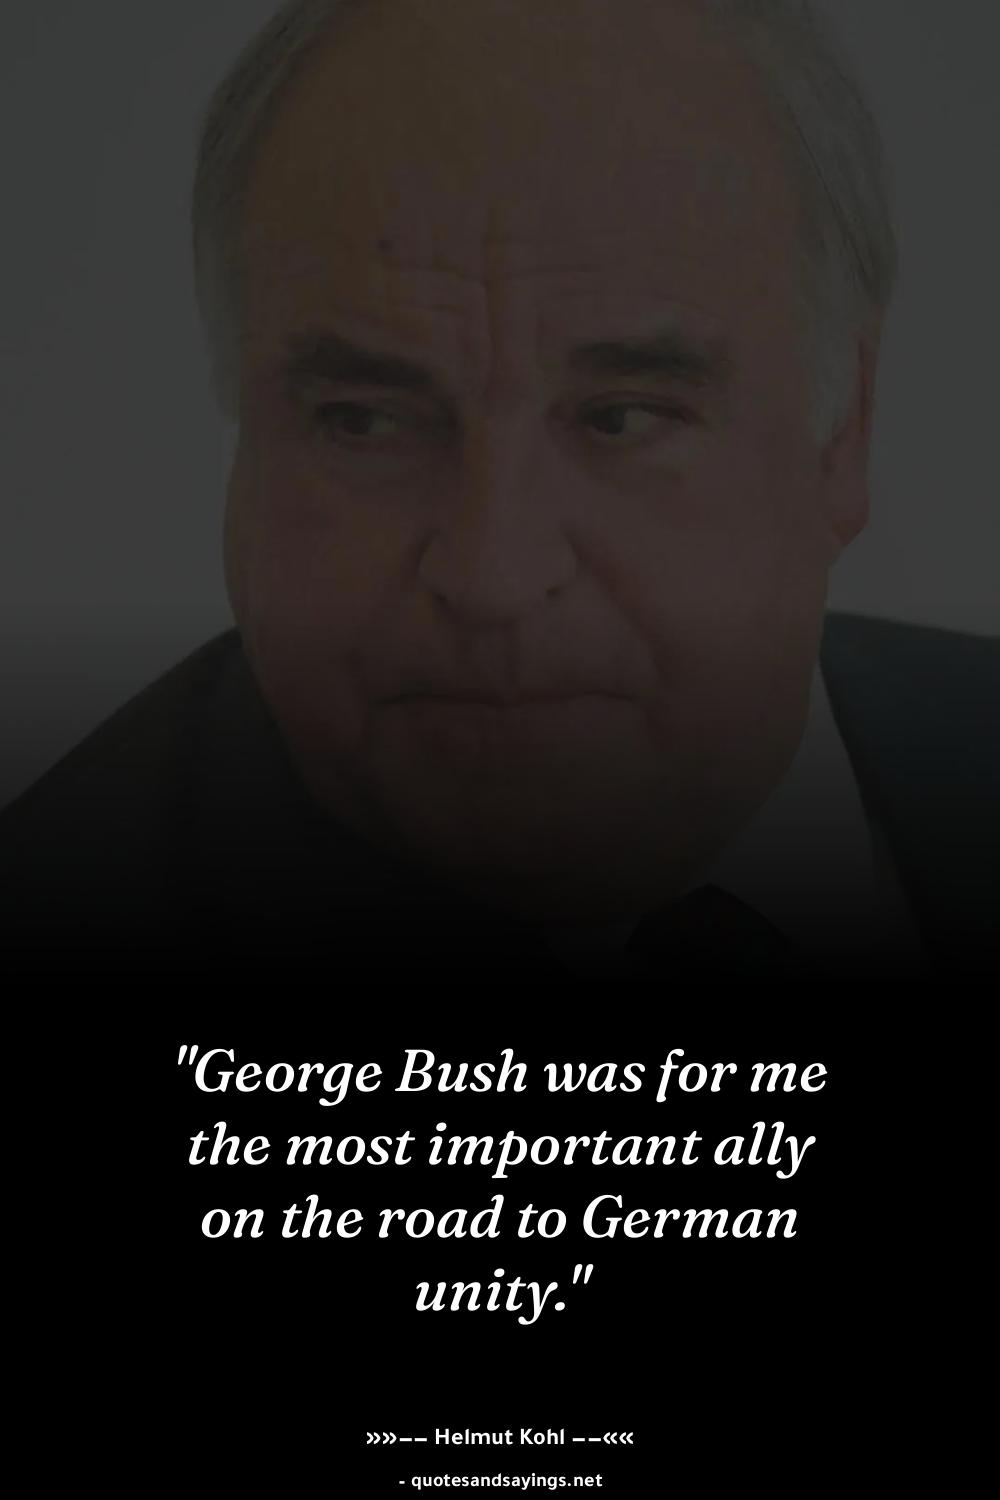 "George Bush was for me
the most important ally
on the road to German
unity."
»»–– Helmut Kohl ––««
- quotesandsayings.net